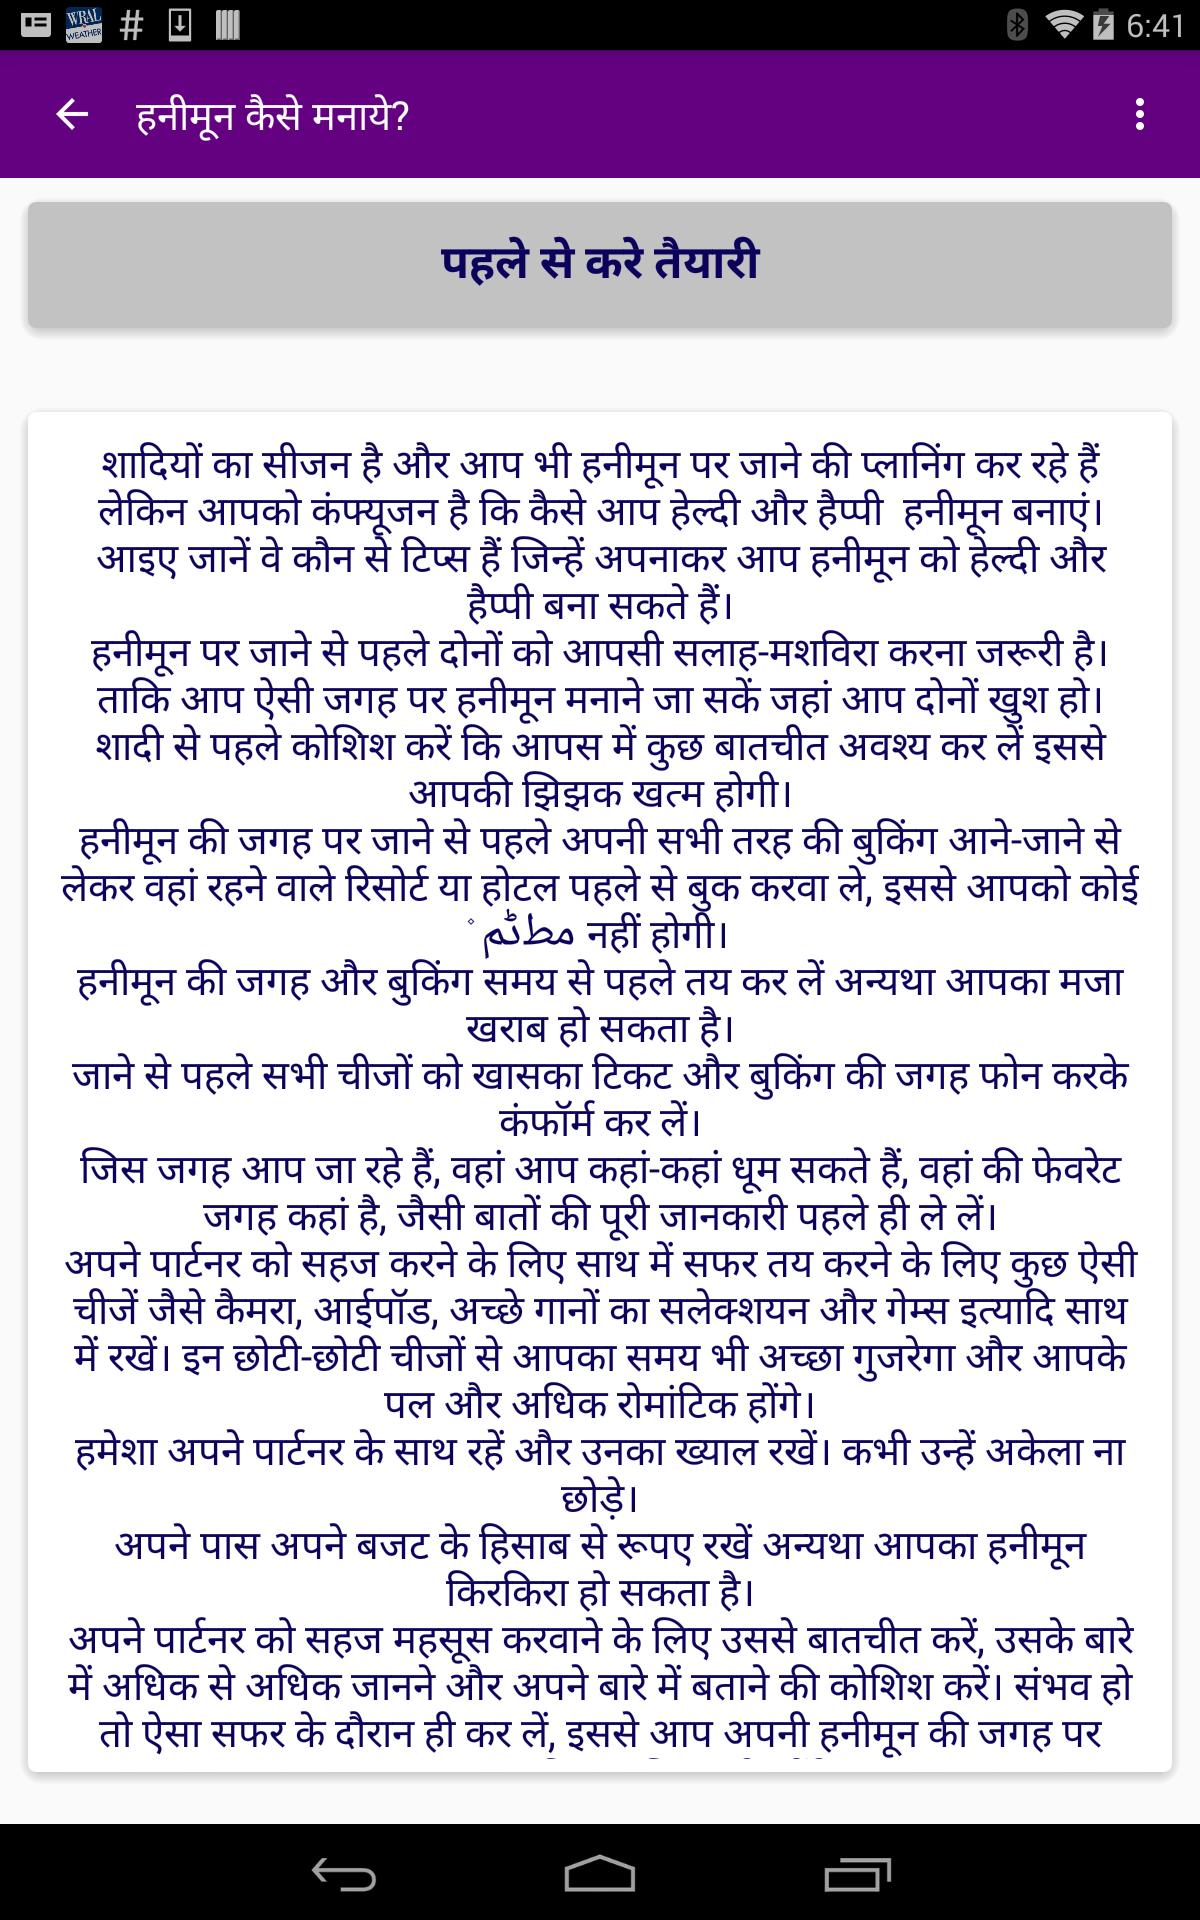 WRAL
WEATHER
6:41
हनीमून कैसे मनाये?
पहले से करे तैयारी
शादियों का सीजन है और आप भी हनीमून पर जाने की प्लानिंग कर रहे हैं
लेकिन आपको कंफ्यूजन है कि कैसे आप हेल्दी और हैप्पी  हनीमून बनाएं।
आइए जानें वे कौन से टिप्स हैं जिन्हें अपनाकर आप हनीमून को हेल्दी और
हैप्पी बना सकते हैं।
हनीमून पर जाने से पहले दोनों को आपसी सलाह-मशविरा करना जरूरी है।
ताकि आप ऐसी जगह पर हनीमून मनाने जा सकें जहां आप दोनों खुश हो।
शादी से पहले कोशिश करें कि आपस में कुछ बातचीत अवश्य कर लें इससे
आपकी झिझक खत्म होगी।
हनीमून की जगह पर जाने से पहले अपनी सभी तरह की बुकिंग आने-जाने से
लेकर वहां रहने वाले रिसोर्ट या होटल पहले से बुक करवा ले, इससे आपको कोई
नहीं होगी।
हनीमून की जगह और बुकिंग समय से पहले तय कर लें अन्यथा आपका मजा
खराब हो सकता है।
जाने से पहले सभी चीजों को खासका टिकट और बुकिंग की जगह फोन करके
कंफॉर्म कर लें।
जिस जगह आप जा रहे हैं, वहां आप कहां-कहां धूम सकते हैं, वहां की फेवरेट
जगह कहां है, जैसी बातों की पूरी जानकारी पहले ही ले लें।
अपने पार्टनर को सहज करने के लिए साथ में सफर तय करने के लिए कुछ ऐसी
चीजें जैसे कैमरा, आईपॉड, अच्छे गानों का सलेक्शयन और गेम्स इत्यादि साथ
में रखें। इन छोटी-छोटी चीजों से आपका समय भी अच्छा गुजरेगा और आपके
पल और अधिक रोमांटिक होंगे।
हमेशा अपने पार्टनर के साथ रहें और उनका ख्याल रखें। कभी उन्हें अकेला ना
छोड़े।
अपने पास अपने बजट के हिसाब से रूपए रखें अन्यथा आपका हनीमून
किरकिरा हो सकता है।
अपने पार्टनर को सहज महसूस करवाने के लिए उससे बातचीत करें, उसके बारे
में अधिक से अधिक जानने और अपने बारे में बताने की कोशिश करें। संभव हो
तो ऐसा सफर के दौरान ही कर लें, इससे आप अपनी हनीमून की जगह पर